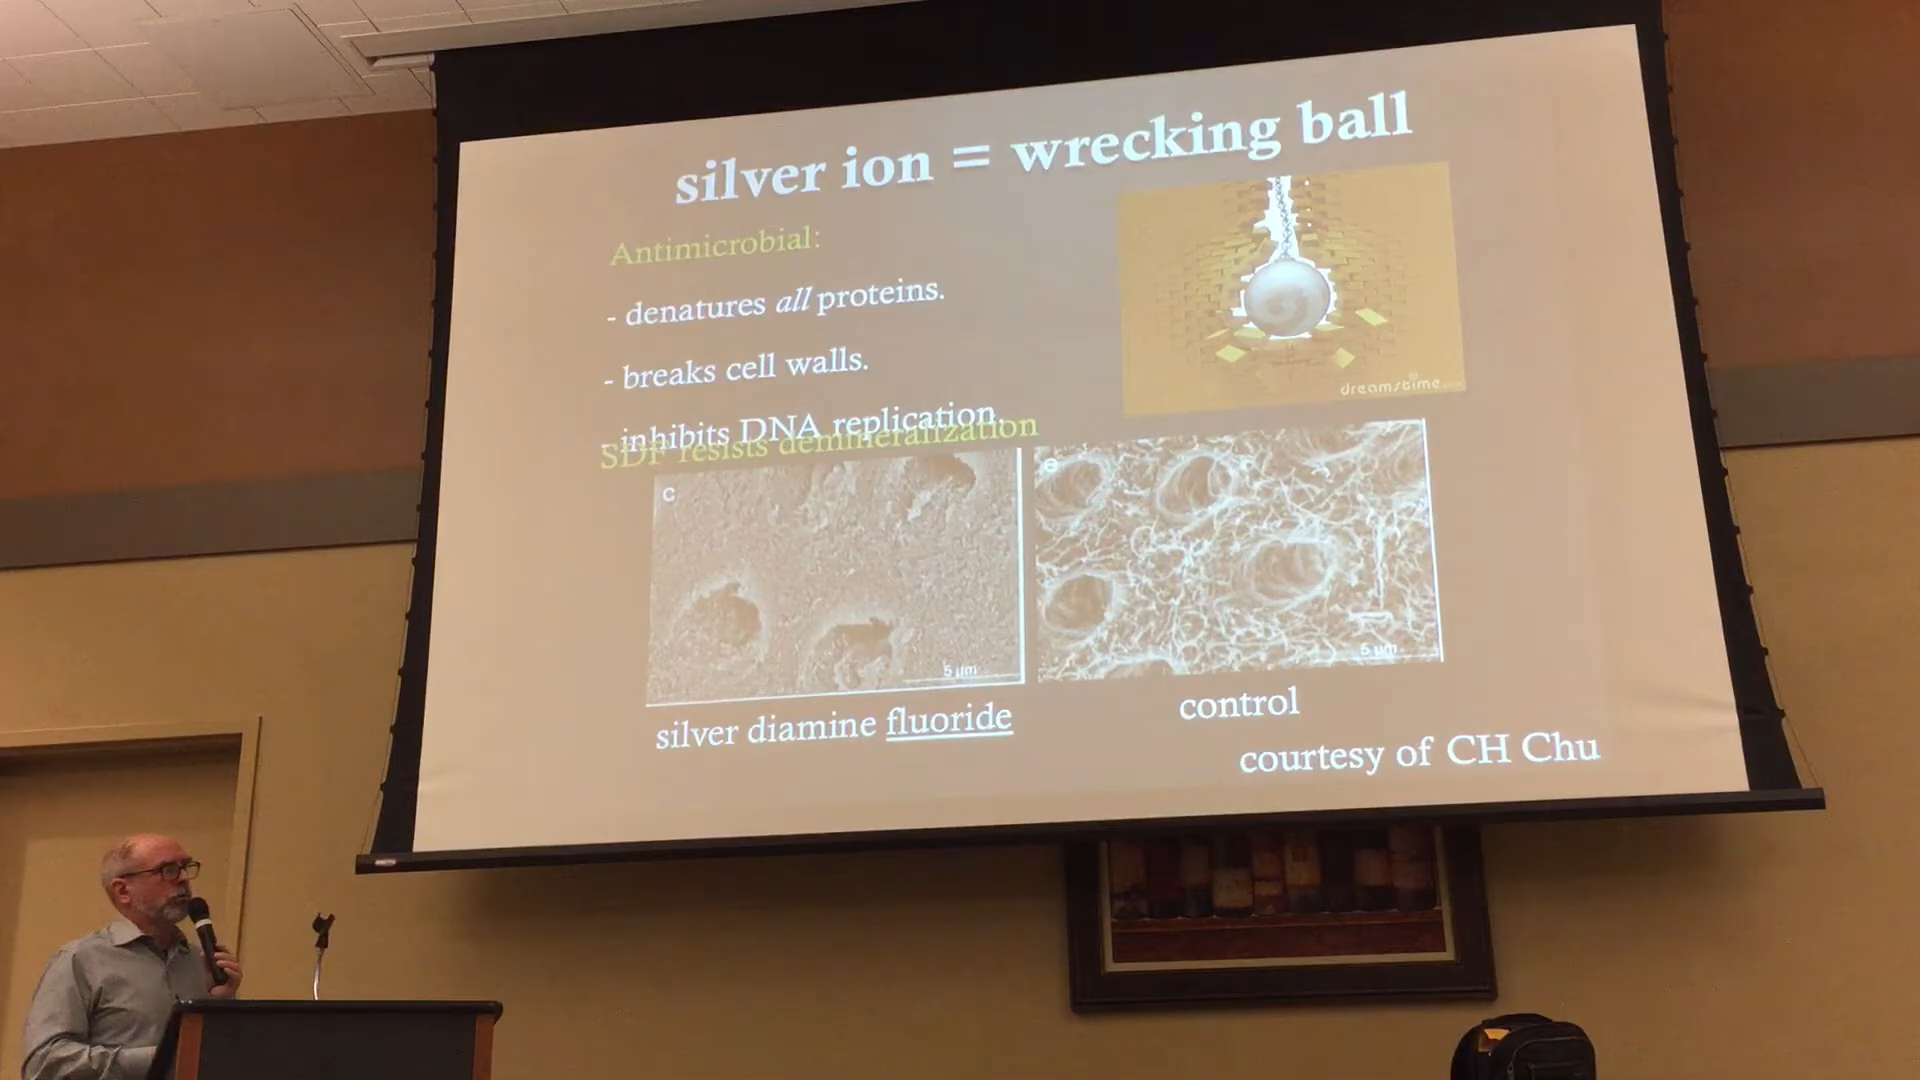 silver ion = wrecking ball
Antimicrobial:
- denatures all proteins.
- breaks cell walls.
- inhibits DNA replication.
SDF resists demineralization
dreamstime
C
e
5 µm
5 µm
silver diamine fluoride
control
courtesy of CH Chu